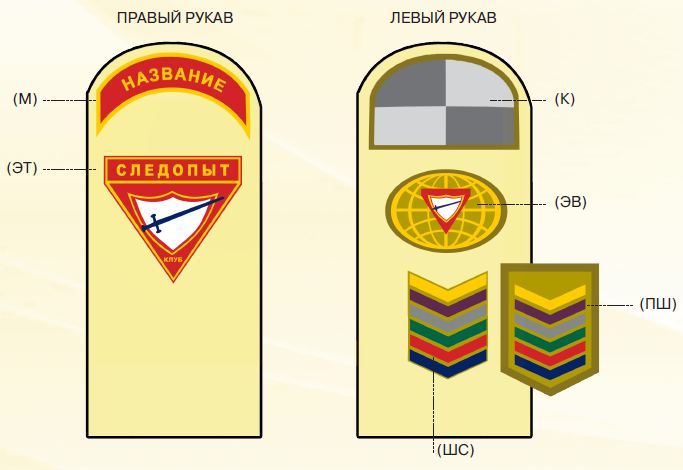 ПРАВЫЙ РУКАВ
ЛЕВЫЙ РУКАВ
НАЗВАНИЕ
(М)
(К)
(ЭТ)
СЛЕДОПЫТ
КЛУБ
(ЭВ)
(ПШ)
(ШС)